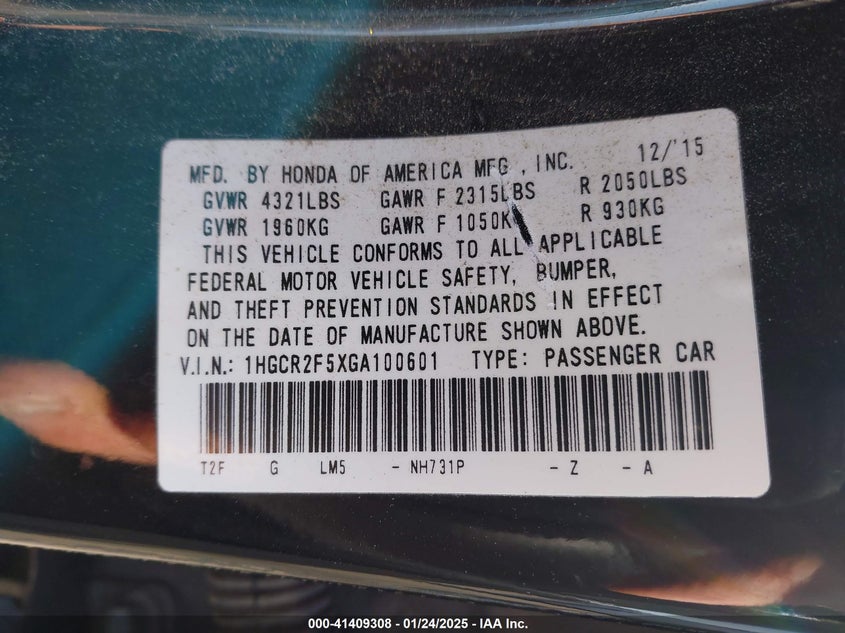 MFD. BY HONDA OF AMERICA MFG., INC. 12/'15
GVWR 4321LBS GAWR F 2315LBS R 2050LBS
GVWR 1960KG GAWR F 1050KG R 930KG
THIS VEHICLE CONFORMS TO ALL APPLICABLE
FEDERAL MOTOR VEHICLE SAFETY, BUMPER,
AND THEFT PREVENTION STANDARDS IN EFFECT
ON THE DATE OF MANUFACTURE SHOWN ABOVE.
V.I.N.: 1HGCR2F5XGA100601 TYPE: PASSENGER CAR
T2F G LM5 - NH731P - Z - A
000-41409308 - 01/24/2025 - IAA Inc.